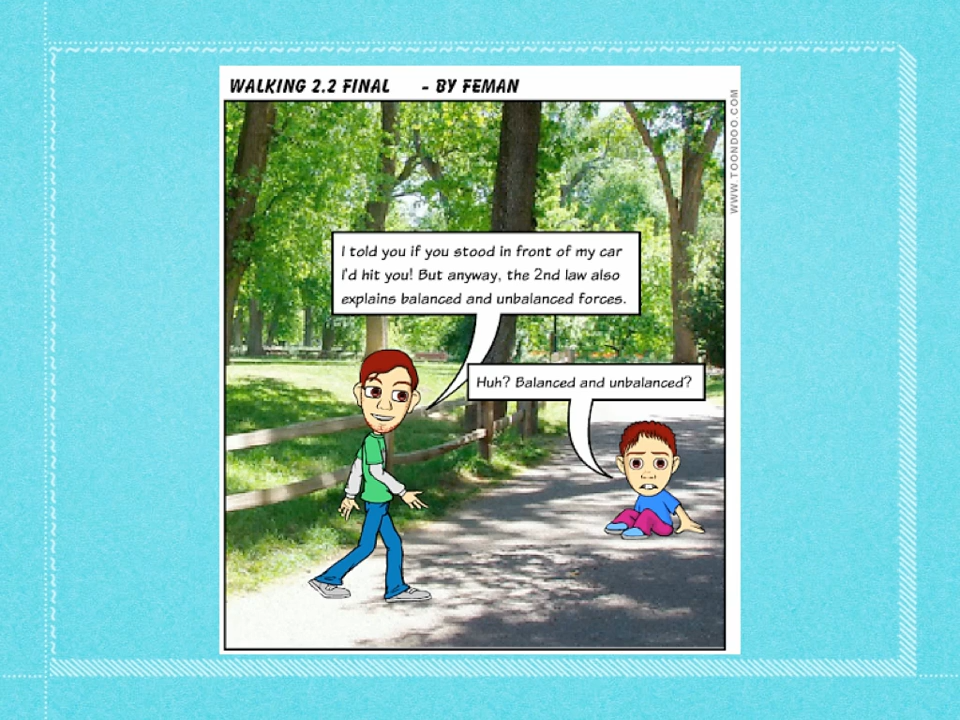 WALKING 2.2 FINAL - BY FEMAN
WWW.TOONDOO.COM
I told you if you stood in front of my car
I'd hit you! But anyway, the 2nd law also
explains balanced and unbalanced forces.
Huh? Balanced and unbalanced?